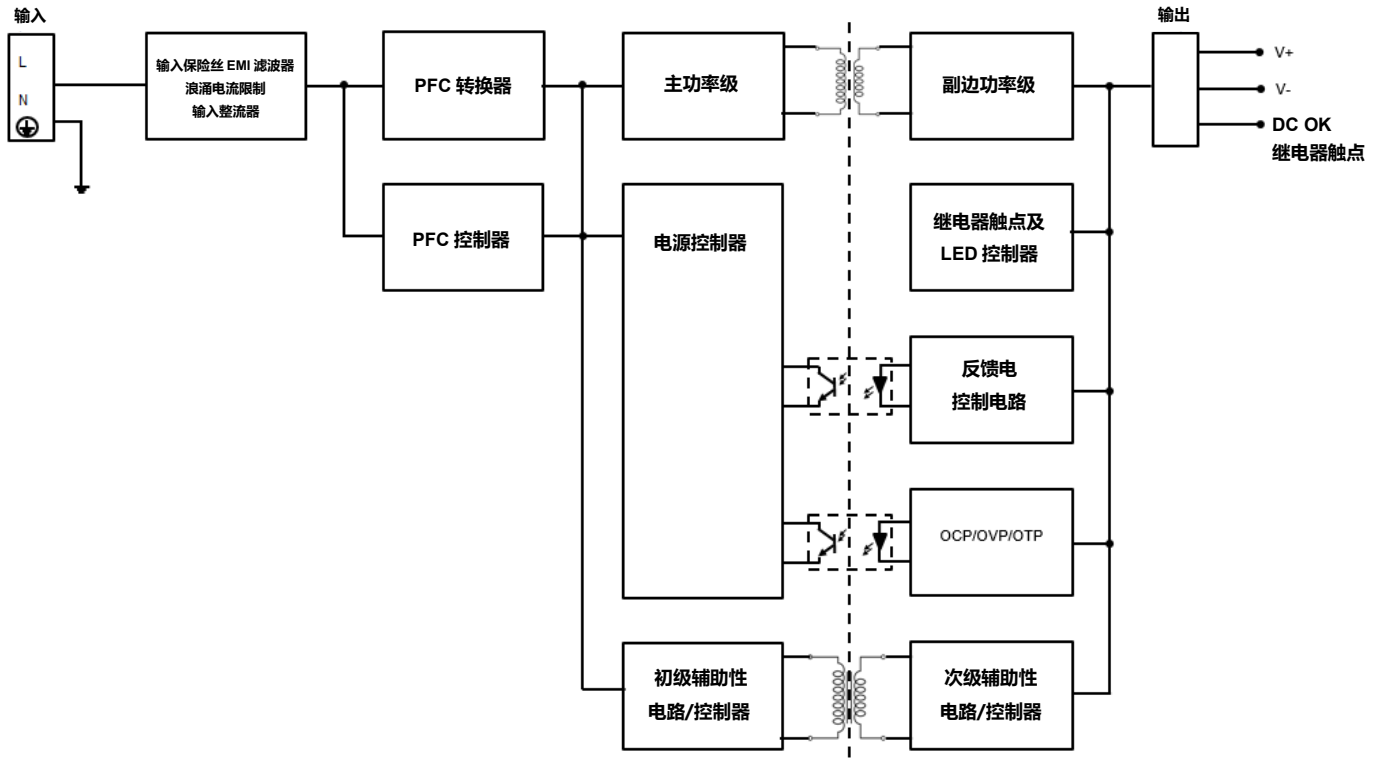 输入
L
N
输入保险丝 EMI 滤波器
浪涌电流限制
输入整流器
PFC 转换器
主功率级
副边功率级
输出
V+
V-
DC OK
继电器触点
PFC 控制器
电源控制器
继电器触点及
LED 控制器
反馈电
控制电路
OCP/OVP/OTP
初级辅助性
电路/控制器
次级辅助性
电路/控制器